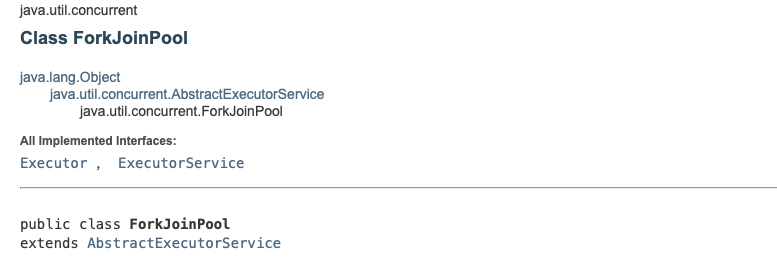 java.util.concurrent
Class ForkJoinPool
java.lang.Object
java.util.concurrent.AbstractExecutorService
java.util.concurrent.ForkJoinPool
All Implemented Interfaces:
Executor , ExecutorService
public class ForkJoinPool
extends AbstractExecutorService